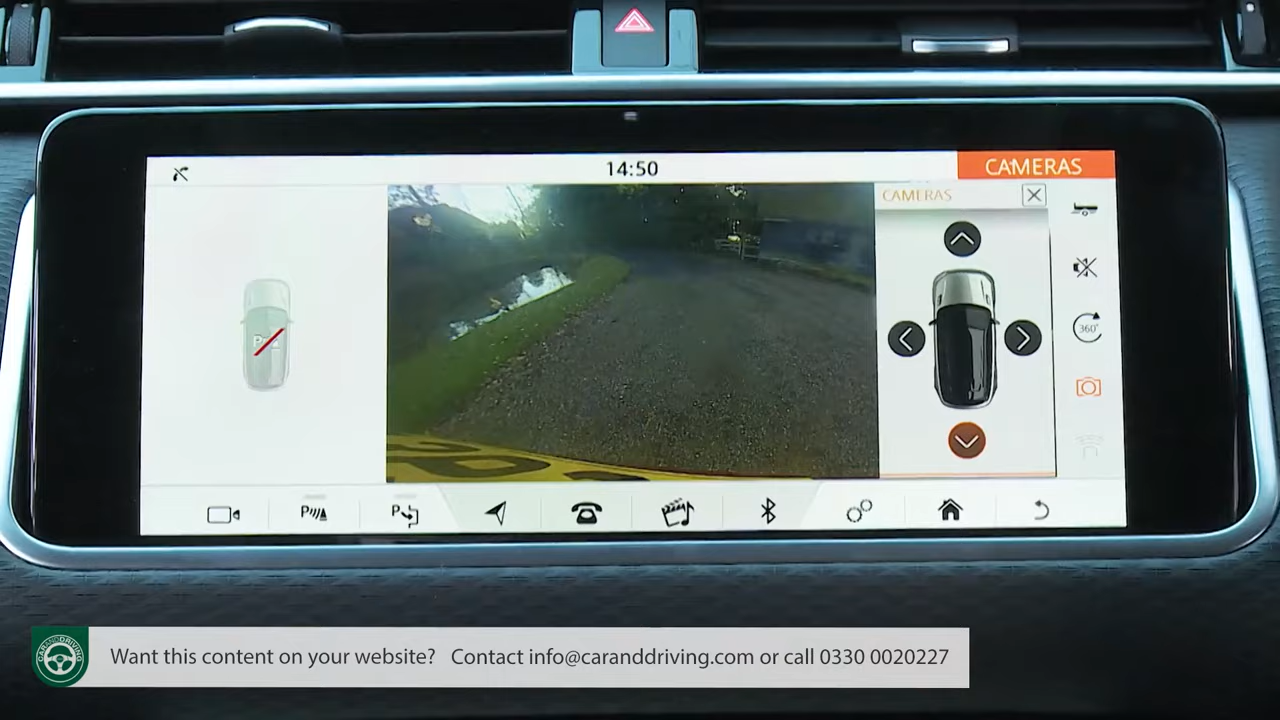 14:50
CAMERAS
CAMERAS
360°
P
P
CARANDDRIVING
Want this content on your website? Contact info@caranddriving.com or call 0330 0020227